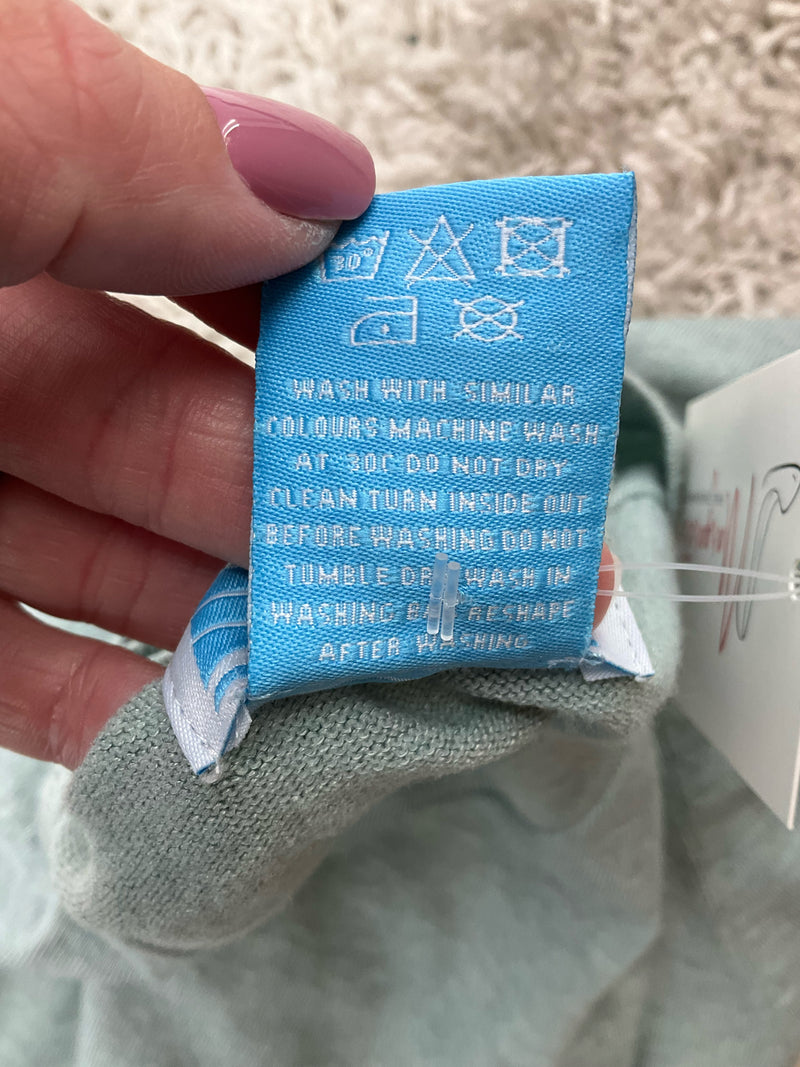 30°
WASH WITH SIMILAR
COLOURS MACHINE WASH
AT 30C DO NOT DRY
CLEAN TURN INSIDE OUT
BEFORE WASHING DO NOT
TUMBLE DRY WASH IN
WASHING BAG RESHAPE
AFTER WASHING